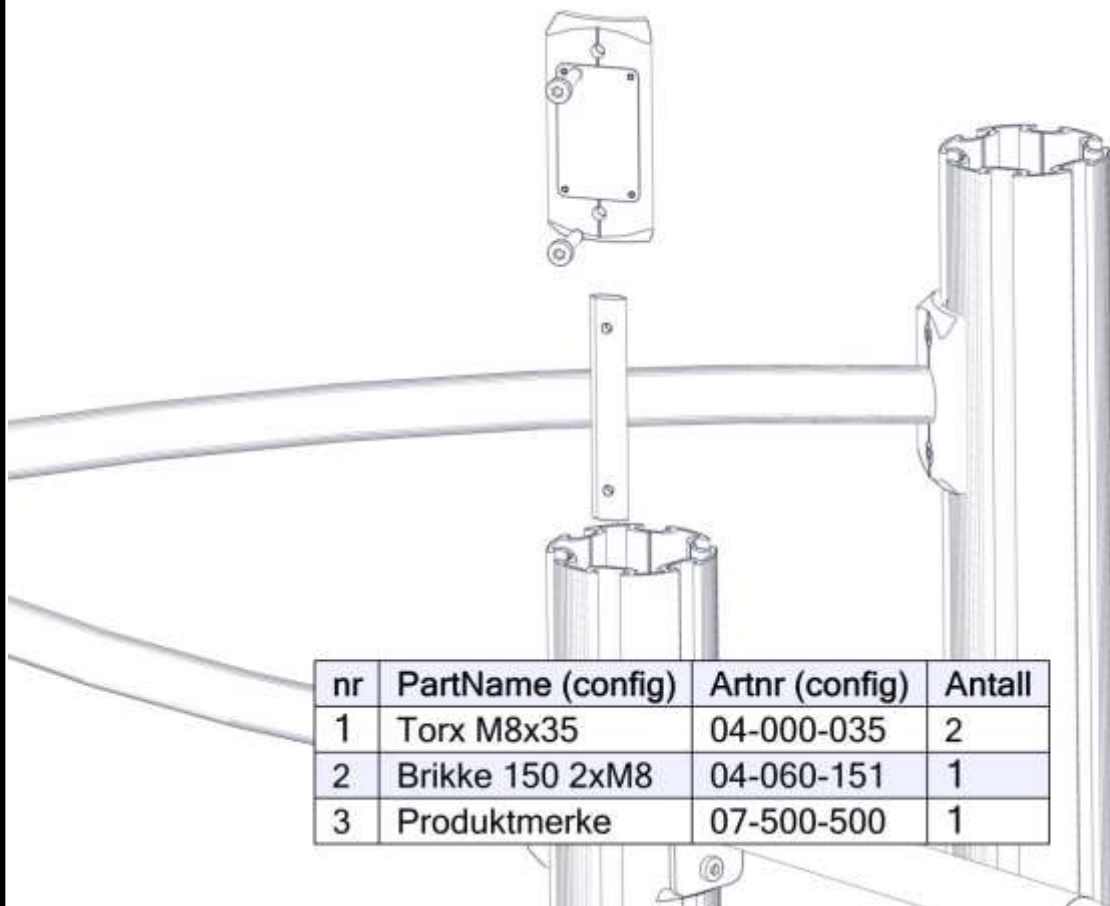 nr PartName (config) Artnr (config) Antall
1 Torx M8x35 04-000-035 2
2 Brikke 150 2xM8 04-060-151 1
3 Produktmerke 07-500-500 1